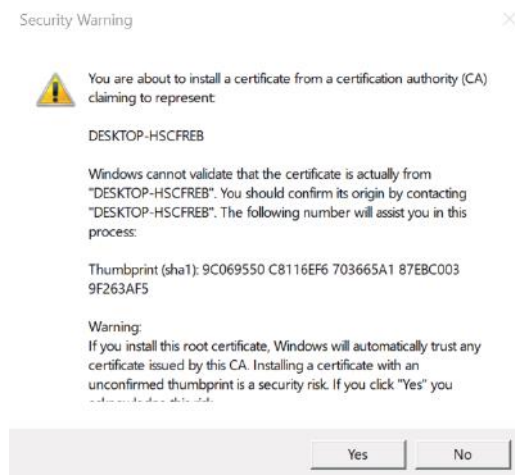 Security Warning
You are about to install a certificate from a certification authority (CA)
claiming to represent:
DESKTOP-HSCFREB
Windows cannot validate that the certificate is actually from
"DESKTOP-HSCFREB". You should confirm its origin by contacting
"DESKTOP-HSCFREB". The following number will assist you in this
process:
Thumbprint (sha1): 9C069550 C8116EF6 703665A1 87EBC003
9F263AF5
Warning:
If you install this root certificate, Windows will automatically trust any
certificate issued by this CA. Installing a certificate with an
unconfirmed thumbprint is a security risk. If you click "Yes" you
Yes
No